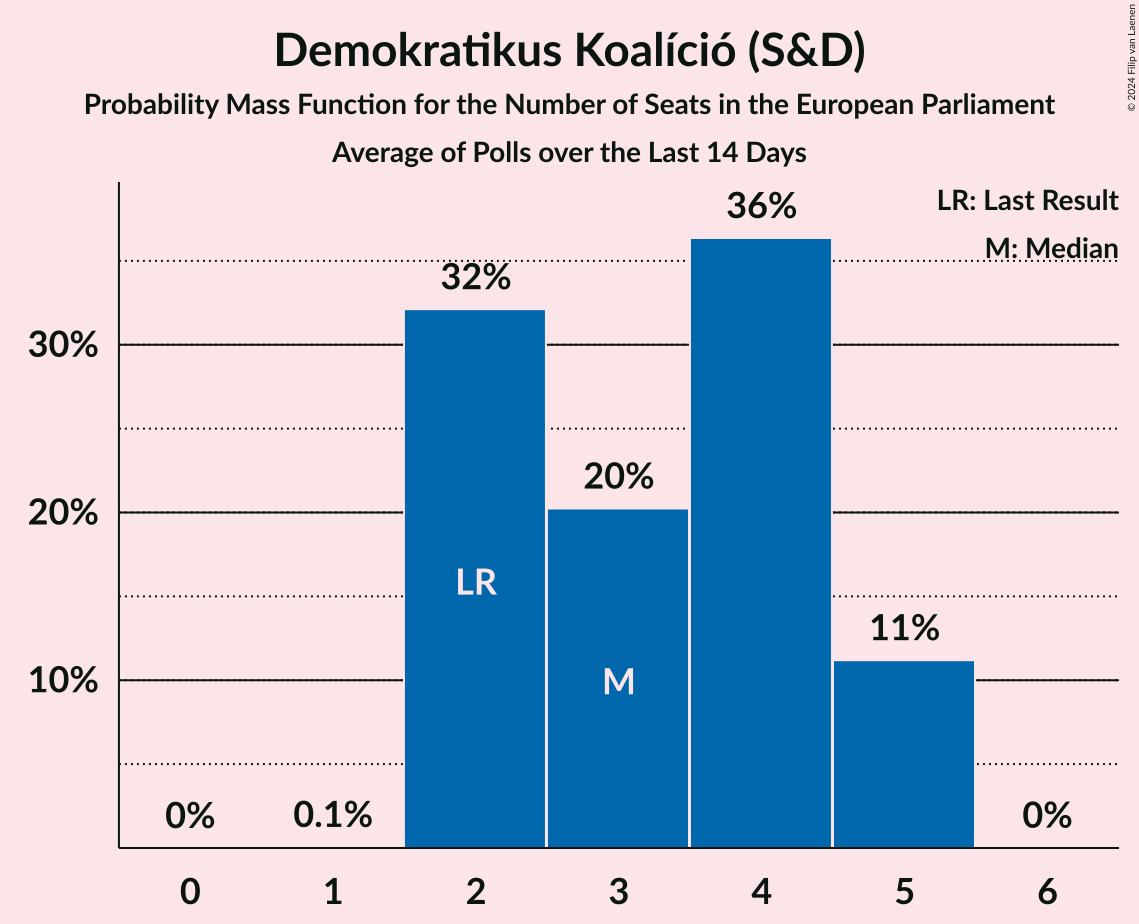 Demokratikus Koalíció (S&D)
Probability Mass Function for the Number of Seats in the European Parliament
Average of Polls over the Last 14 Days
© 2024 Filip van Laenen
LR: Last Result
M: Median
36%
32%
30%
20%
20%
LR
11%
10%
M
0%
0.1%
0%
0 1 2 3 4 5 6